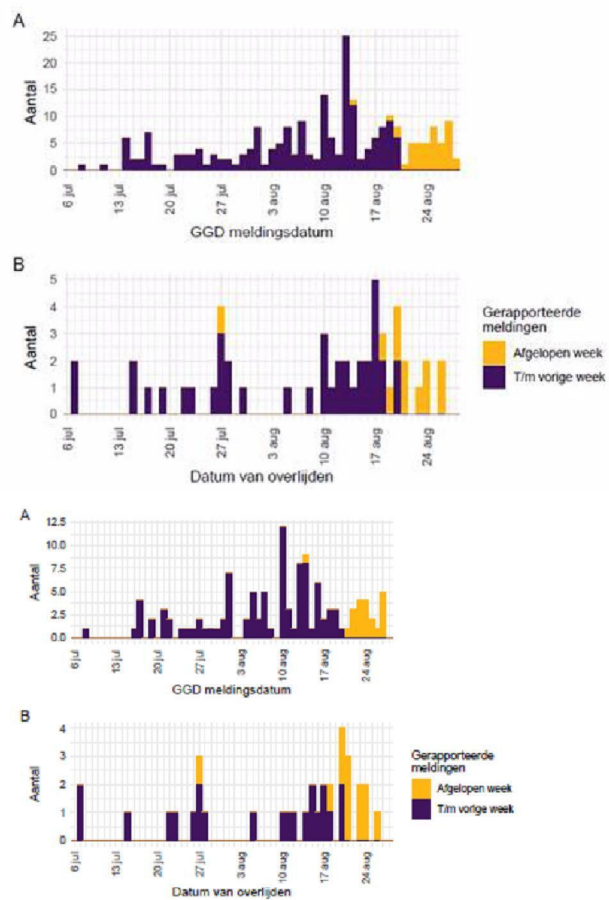 A
25
20
15
10
5
0
Aantal
6 jul
13 jul
20 jul
27 jul
3 aug
10 aug
17 aug
24 aug
GGD meldingsdatum
B
5
4
3
2
1
0
Aantal
6 jul
13 jul
20 jul
27 jul
3 aug
10 aug
17 aug
24 aug
Datum van overlijden
Gerapporteerde
meldingen
Afgelopen week
T/m vorige week
A
12.5
10.0
7.5
5.0
2.5
0.0
Aantal
6 jul
13 jul
20 jul
27 jul
3 aug
10 aug
17 aug
24 aug
GGD meldingsdatum
B
4
3
2
1
0
Aantal
6 jul
13 jul
20 jul
27 jul
3 aug
10 aug
17 aug
24 aug
Datum van overlijden
Gerapporteerde
meldingen
Afgelopen week
T/m vorige week